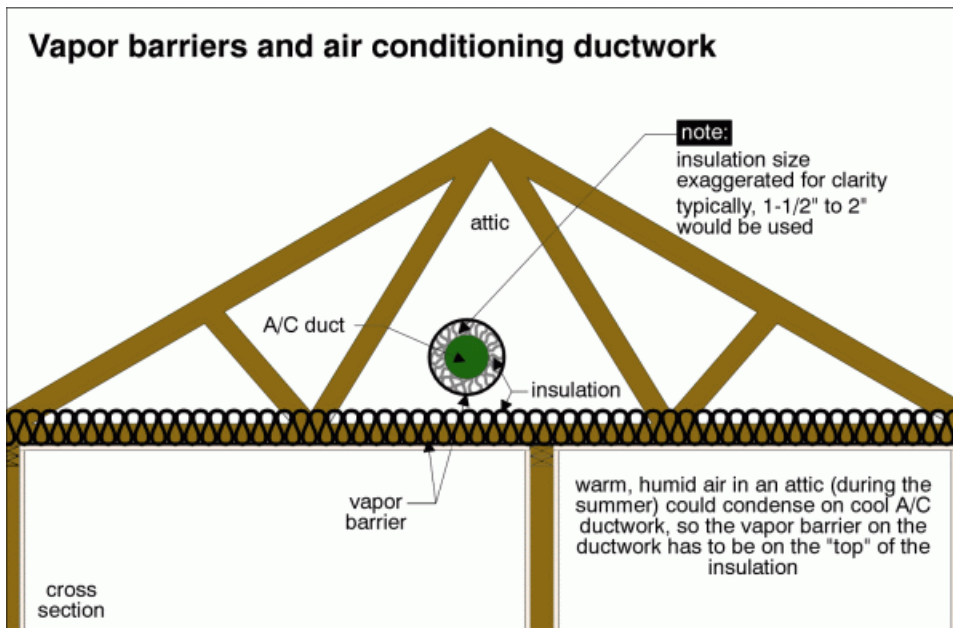 Vapor barriers and air conditioning ductwork
note:
insulation size
exaggerated for clarity
typically, 1-1/2" to 2"
would be used
attic
A/C duct
insulation
vapor
barrier
warm, humid air in an attic (during the
summer) could condense on cool A/C
ductwork, so the vapor barrier on the
ductwork has to be on the "top" of the
insulation
cross
section